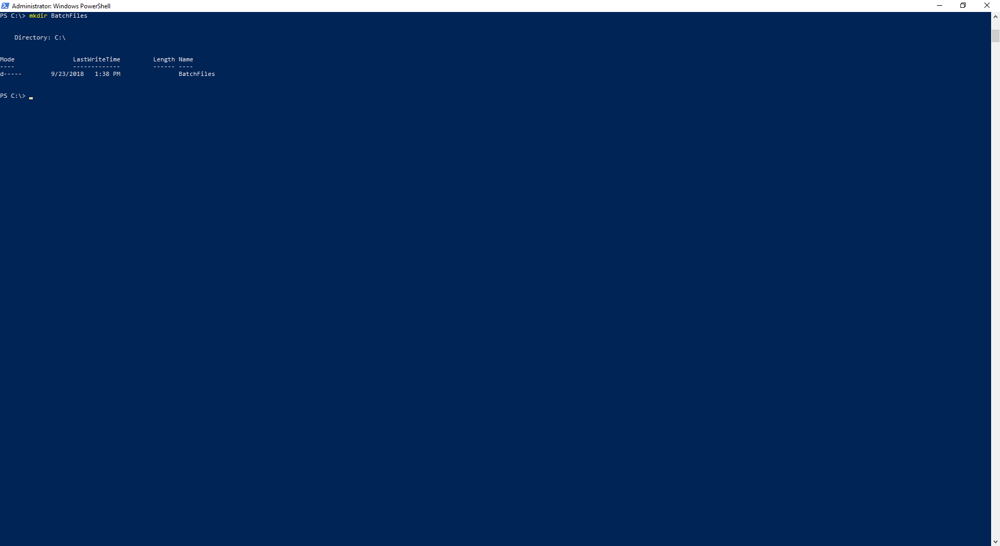 Administrator: Windows PowerShell
PS C:\> mkdir BatchFiles
    Directory: C:\
Mode                LastWriteTime         Length Name
----                -------------         ------ ----
d-----        9/23/2018   1:38 PM                BatchFiles
PS C:\>